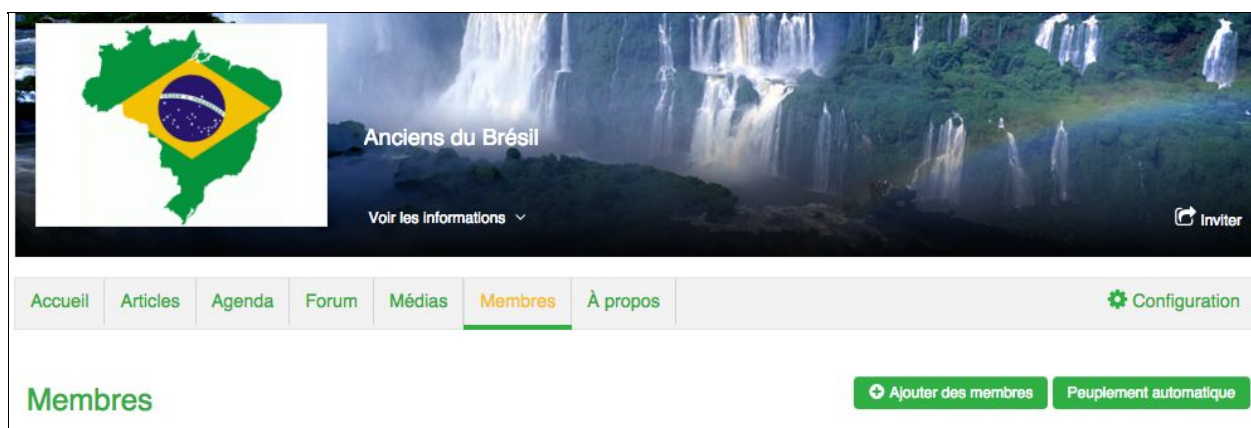 Anciens du Brésil
Voir les informations
Inviter
Accueil Articles Agenda Forum Médias Membres À propos Configuration
Membres
Ajouter des membres Peuplement automatique